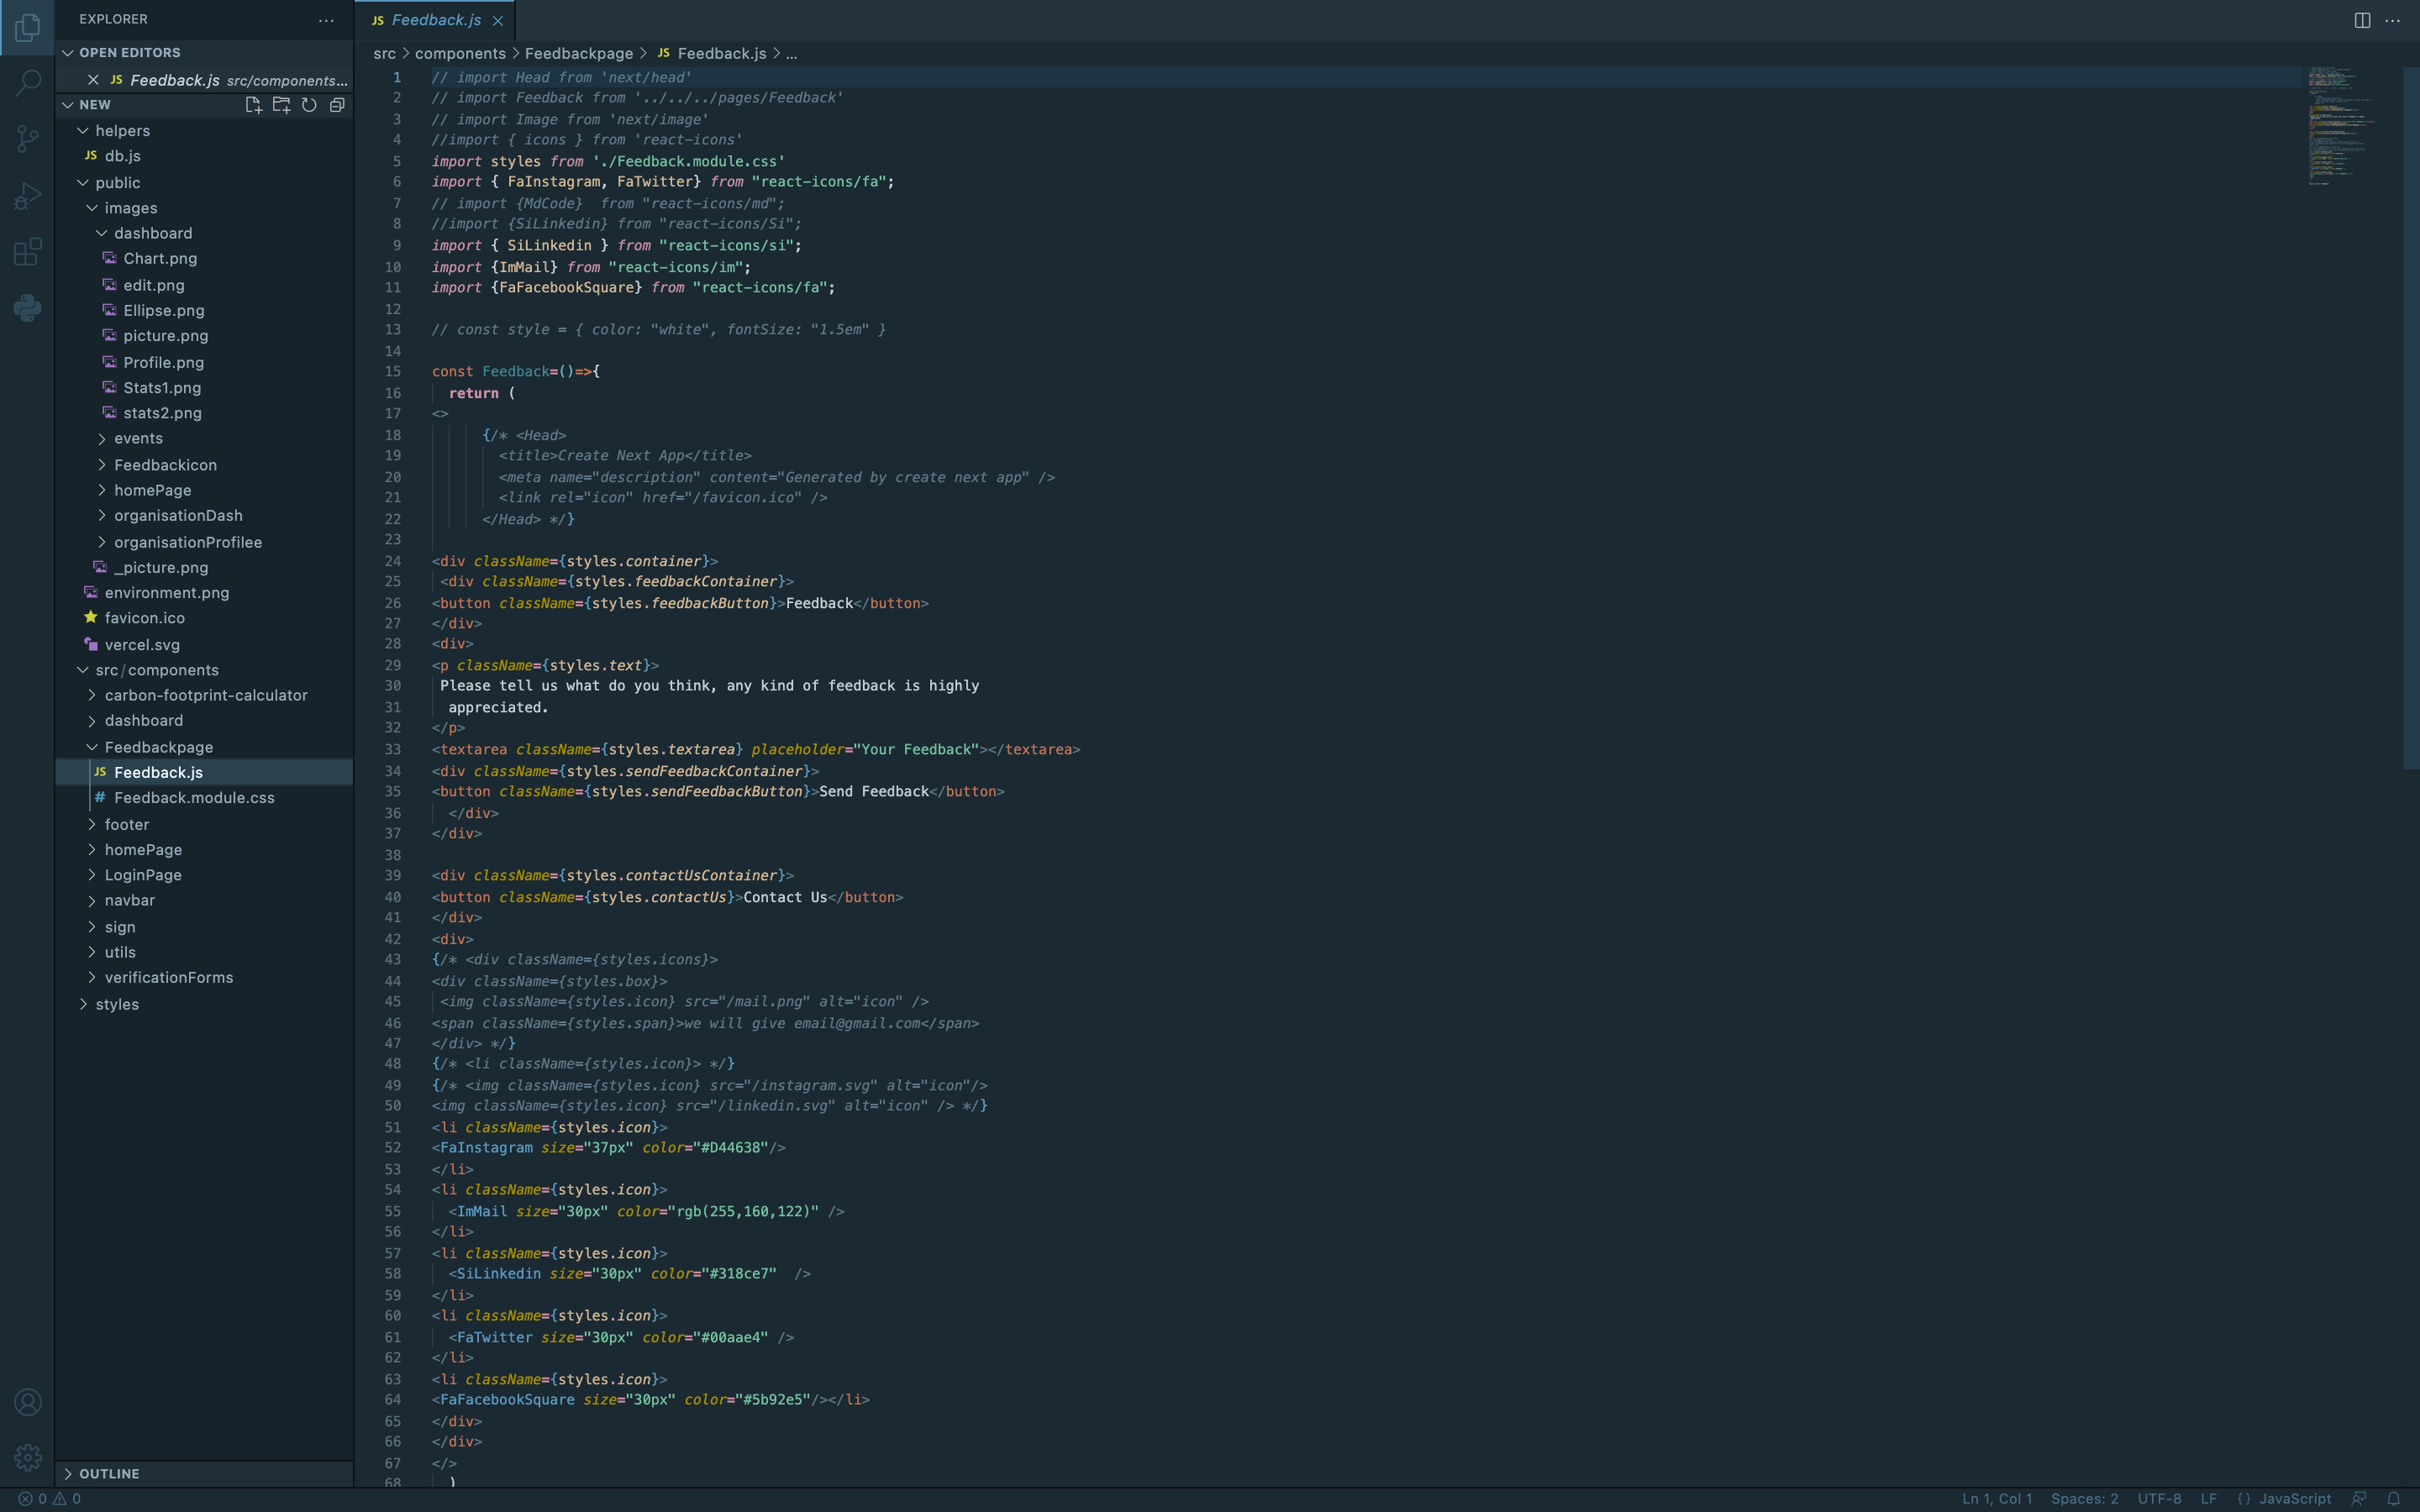 EXPLORER
OPEN EDITORS
JS Feedback.js src/components...
NEW
helpers
JS db.js
public
images
dashboard
Chart.png
edit.png
Ellipse.png
picture.png
Profile.png
Stats1.png
stats2.png
events
Feedbackicon
homePage
organisationDash
organisationProfilee
_picture.png
environment.png
favicon.ico
vercel.svg
src/components
carbon-footprint-calculator
dashboard
Feedbackpage
JS Feedback.js
# Feedback.module.css
footer
homePage
LoginPage
navbar
sign
utils
verificationForms
styles
OUTLINE
JS Feedback.js
src > components > Feedbackpage > JS Feedback.js > ...
1 // import Head from 'next/head'
2 // import Feedback from '../../../pages/Feedback'
3 // import Image from 'next/image'
4 //import { icons } from 'react-icons'
5 import styles from './Feedback.module.css'
6 import { FaInstagram, FaTwitter} from "react-icons/fa";
7 // import {MdCode}  from "react-icons/md";
8 //import {SiLinkedin} from "react-icons/Si";
9 import { SiLinkedin } from "react-icons/si";
10 import {ImMail} from "react-icons/im";
11 import {FaFacebookSquare} from "react-icons/fa";
12
13 // const style = { color: "white", fontSize: "1.5em" }
14
15 const Feedback=()=>{
16   return (
17 <>
18       {/* <Head>
19         <title>Create Next App</title>
20         <meta name="description" content="Generated by create next app" />
21         <link rel="icon" href="/favicon.ico" />
22       </Head> */}
23
24 <div className={styles.container}>
25  <div className={styles.feedbackContainer}>
26 <button className={styles.feedbackButton}>Feedback</button>
27 </div>
28 <div>
29 <p className={styles.text}>
30  Please tell us what do you think, any kind of feedback is highly
31   appreciated.
32 </p>
33 <textarea className={styles.textarea} placeholder="Your Feedback"></textarea>
34 <div className={styles.sendFeedbackContainer}>
35 <button className={styles.sendFeedbackButton}>Send Feedback</button>
36   </div>
37 </div>
38
39 <div className={styles.contactUsContainer}>
40 <button className={styles.contactUs}>Contact Us</button>
41 </div>
42 <div>
43 {/* <div className={styles.icons}>
44 <div className={styles.box}>
45  <img className={styles.icon} src="/mail.png" alt="icon" />
46 <span className={styles.span}>we will give email@gmail.com</span>
47 </div> */}
48 {/* <li className={styles.icon}> */}
49 {/* <img className={styles.icon} src="/instagram.svg" alt="icon"/>
50 <img className={styles.icon} src="/linkedin.svg" alt="icon" /> */}
51 <li className={styles.icon}>
52 <FaInstagram size="37px" color="#D44638"/>
53 </li>
54 <li className={styles.icon}>
55   <ImMail size="30px" color="rgb(255,160,122)" />
56 </li>
57 <li className={styles.icon}>
58   <SiLinkedin size="30px" color="#318ce7"  />
59 </li>
60 <li className={styles.icon}>
61   <FaTwitter size="30px" color="#00aae4" />
62 </li>
63 <li className={styles.icon}>
64 <FaFacebookSquare size="30px" color="#5b92e5"/></li>
65 </div>
66 </div>
67 </>
68   )
0 0
Ln 1, Col 1 Spaces: 2 UTF-8 LF {} JavaScript